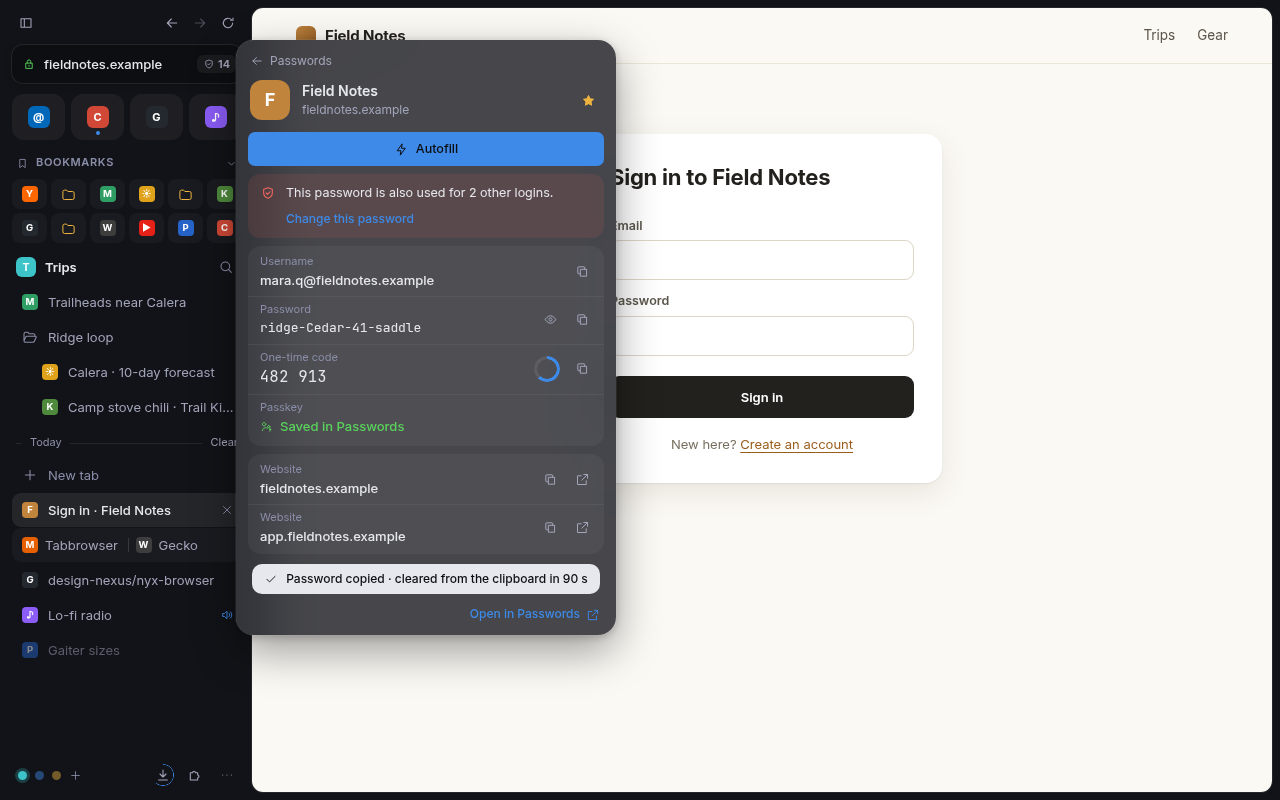 fieldnotes.example
14
BOOKMARKS
Trips
Trailheads near Calera
Ridge loop
Calera · 10-day forecast
Camp stove chili · Trail Ki...
Today
Clear
New tab
Sign in · Field Notes
Tabbrowser
Gecko
design-nexus/nyx-browser
Lo-fi radio
Gaiter sizes
Passwords
F
Field Notes
fieldnotes.example
Autofill
This password is also used for 2 other logins.
Change this password
Username
mara.q@fieldnotes.example
Password
ridge-Cedar-41-saddle
One-time code
482 913
Passkey
Saved in Passwords
Website
fieldnotes.example
Website
app.fieldnotes.example
Password copied · cleared from the clipboard in 90 s
Open in Passwords
Field Notes
Trips
Gear
Sign in to Field Notes
Email
Password
Sign in
New here? Create an account